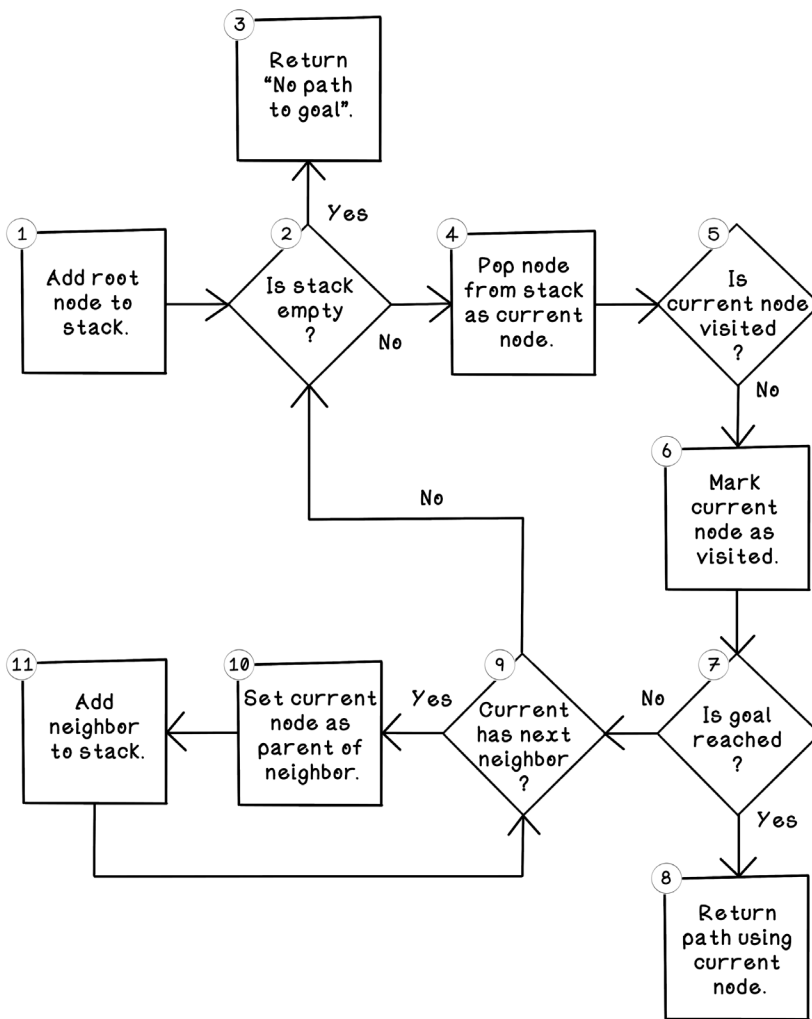 3
Return
“No path
to goal”.
Yes
1
Add root
node to
stack.
2
Is stack
empty
?
No
4
Pop node
from stack
as current
node.
5
Is
current node
visited
?
No
6
Mark
current
node as
visited.
7
Is goal
reached
?
No
Yes
8
Return
path using
current
node.
9
Current
has next
neighbor
?
No
Yes
10
Set current
node as
parent of
neighbor.
11
Add
neighbor
to stack.